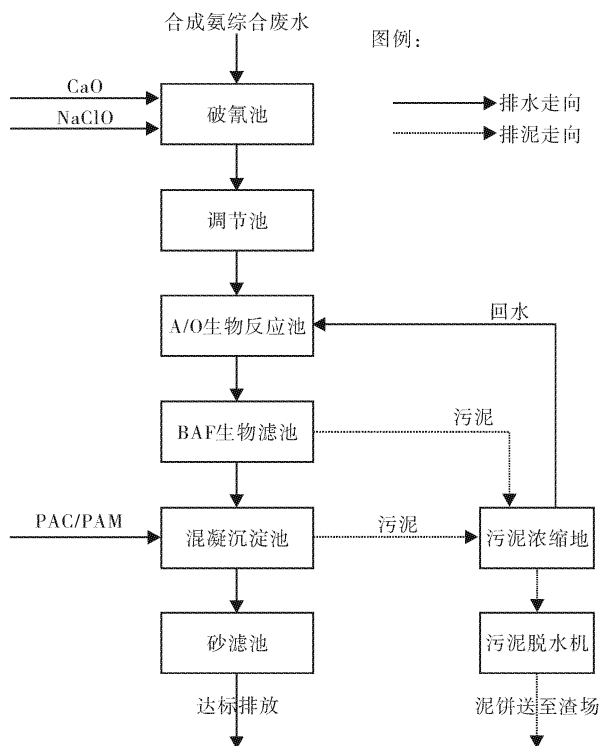 合成氨综合废水
图例：
CaO
NaClO
破氰池
排水走向
排泥走向
调节池
A/O生物反应池
回水
BAF生物滤池
污泥
PAC/PAM
混凝沉淀池
污泥
污泥浓缩地
砂滤池
污泥脱水机
达标排放
泥饼送至渣场